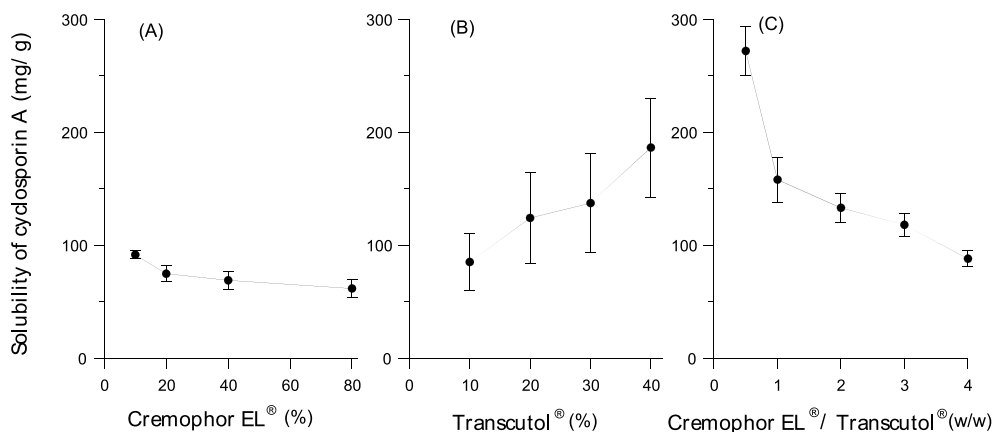 Solubility of cyclosporin A (mg/ g)
(A)
300
200
100
0
0 20 40 60 80
Cremophor EL® (%)
(B)
300
200
100
0
0 10 20 30 40
Transcutol® (%)
(C)
300
200
100
0
0 1 2 3 4
Cremophor EL®/ Transcutol®(w/w)